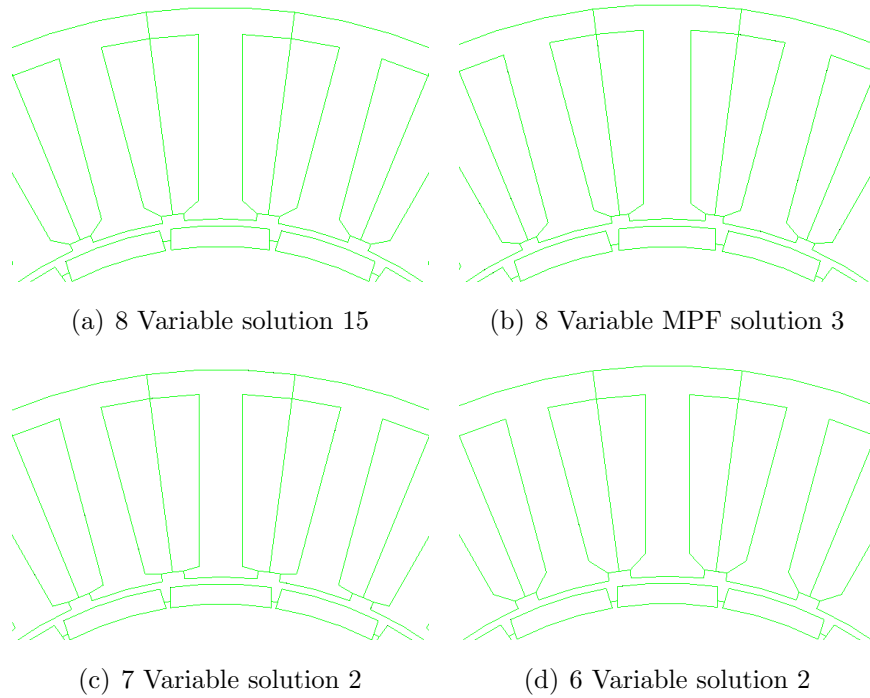 (a) 8 Variable solution 15
(b) 8 Variable MPF solution 3
(c) 7 Variable solution 2
(d) 6 Variable solution 2